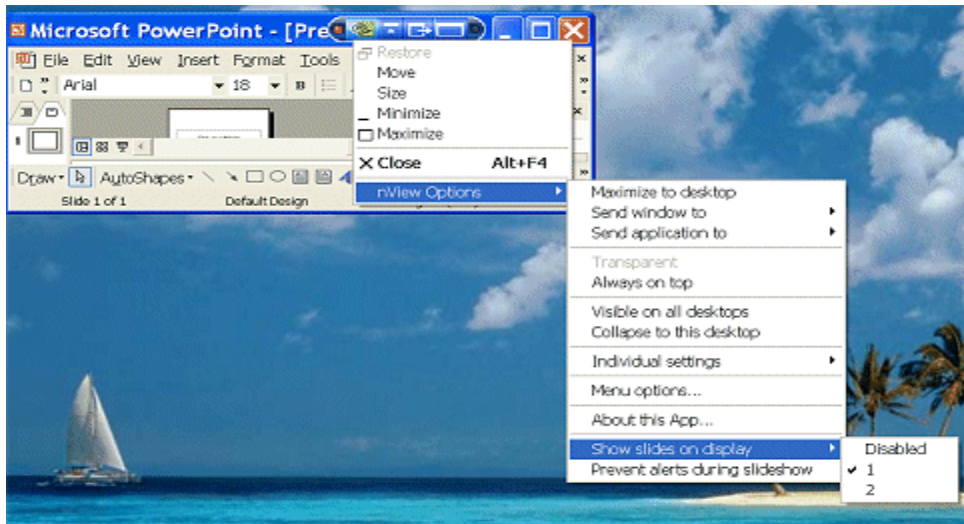 Microsoft PowerPoint - [Pre
File Edit View Insert Format Tools
Arial 18 B
Draw AutoShapes
Slide 1 of 1 Default Design
Restore
Move
Size
Minimize
Maximize
Close Alt+F4
nView Options
Maximize to desktop
Send window to
Send application to
Transparent
Always on top
Visible on all desktops
Collapse to this desktop
Individual settings
Menu options...
About this App...
Show slides on display
Prevent alerts during slideshow
Disabled
1
2